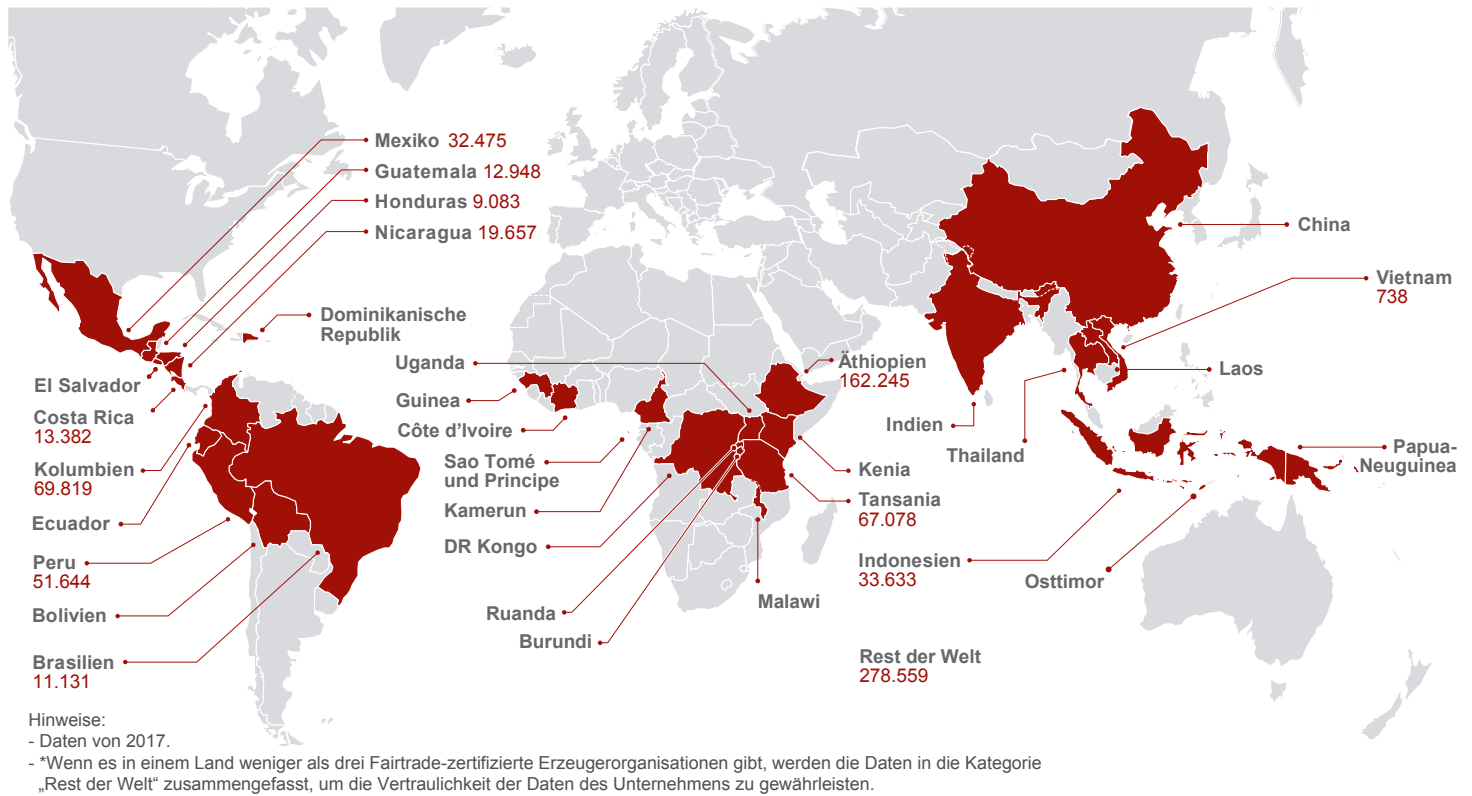 Mexiko 32.475
Guatemala 12.948
Honduras 9.083
Nicaragua 19.657
Dominikanische
Republik
El Salvador
Costa Rica
13.382
Kolumbien
69.819
Ecuador
Peru
51.644
Bolivien
Brasilien
11.131
Uganda
Guinea
Côte d’Ivoire
Sao Tomé
und Principe
Kamerun
DR Kongo
Ruanda
Burundi
Äthiopien
162.245
Kenia
Tansania
67.078
Malawi
China
Vietnam
738
Laos
Indien
Thailand
Papua-
Neuguinea
Indonesien
33.633
Osttimor
Rest der Welt
278.559
Hinweise:
- Daten von 2017.
- *Wenn es in einem Land weniger als drei Fairtrade-zertifizierte Erzeugerorganisationen gibt, werden die Daten in die Kategorie
„Rest der Welt“ zusammengefasst, um die Vertraulichkeit der Daten des Unternehmens zu gewährleisten.